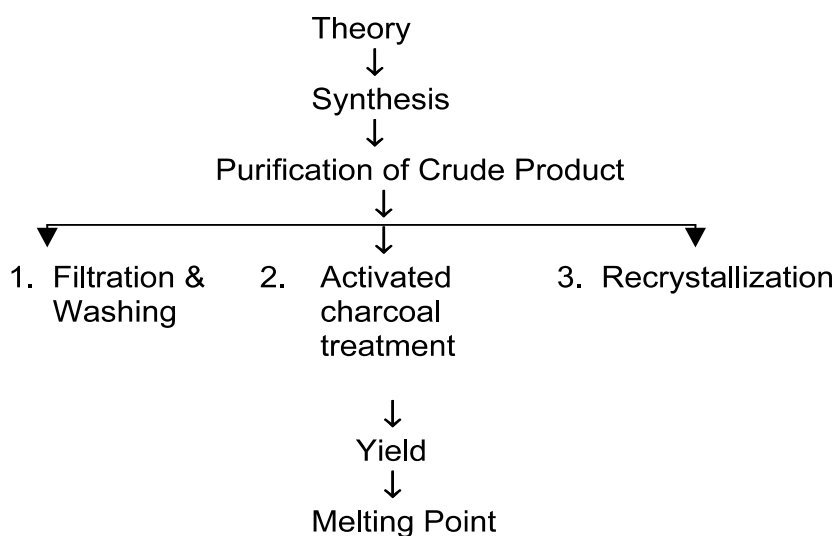 Theory
Synthesis
Purification of Crude Product
1. Filtration & Washing
2. Activated charcoal treatment
3. Recrystallization
Yield
Melting Point